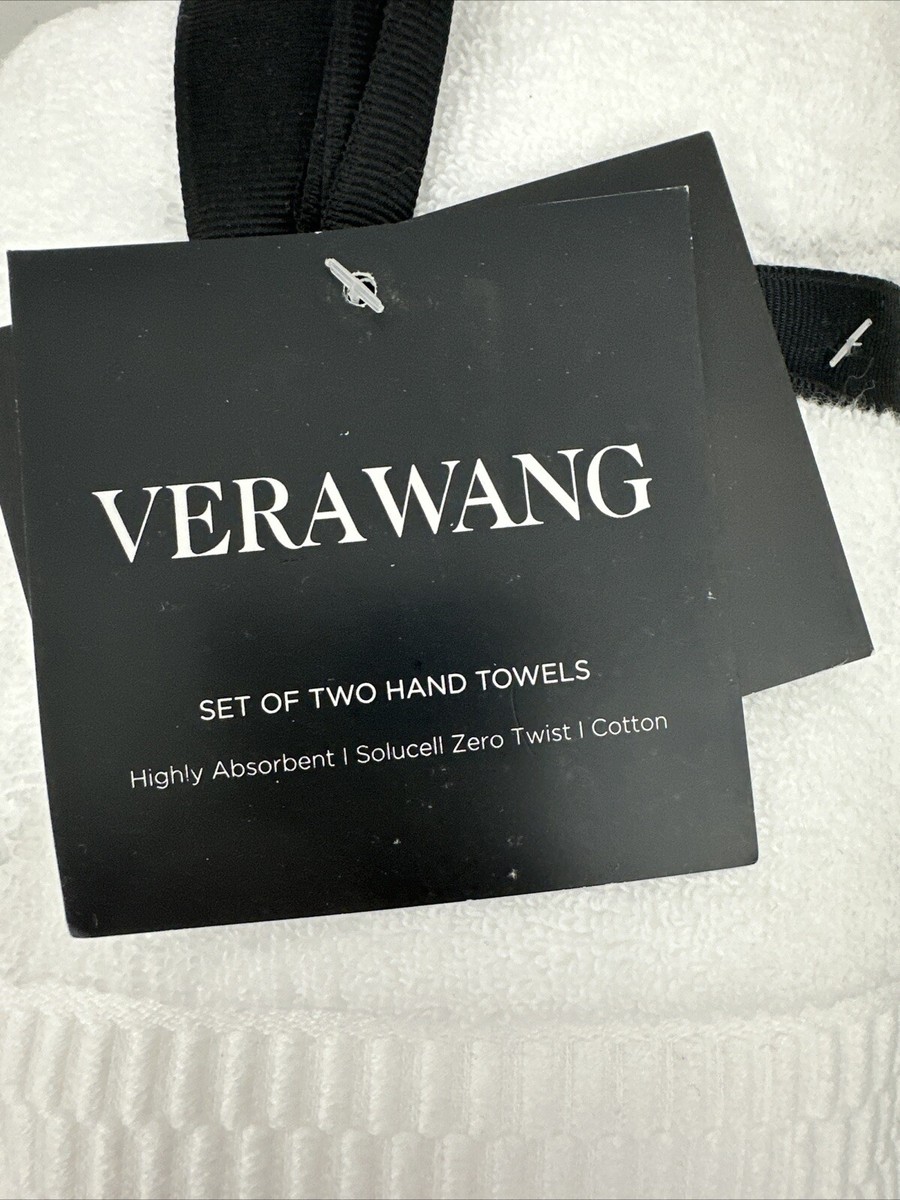 VERA WANG
SET OF TWO HAND TOWELS
Highly Absorbent | Solucell Zero Twist | Cotton